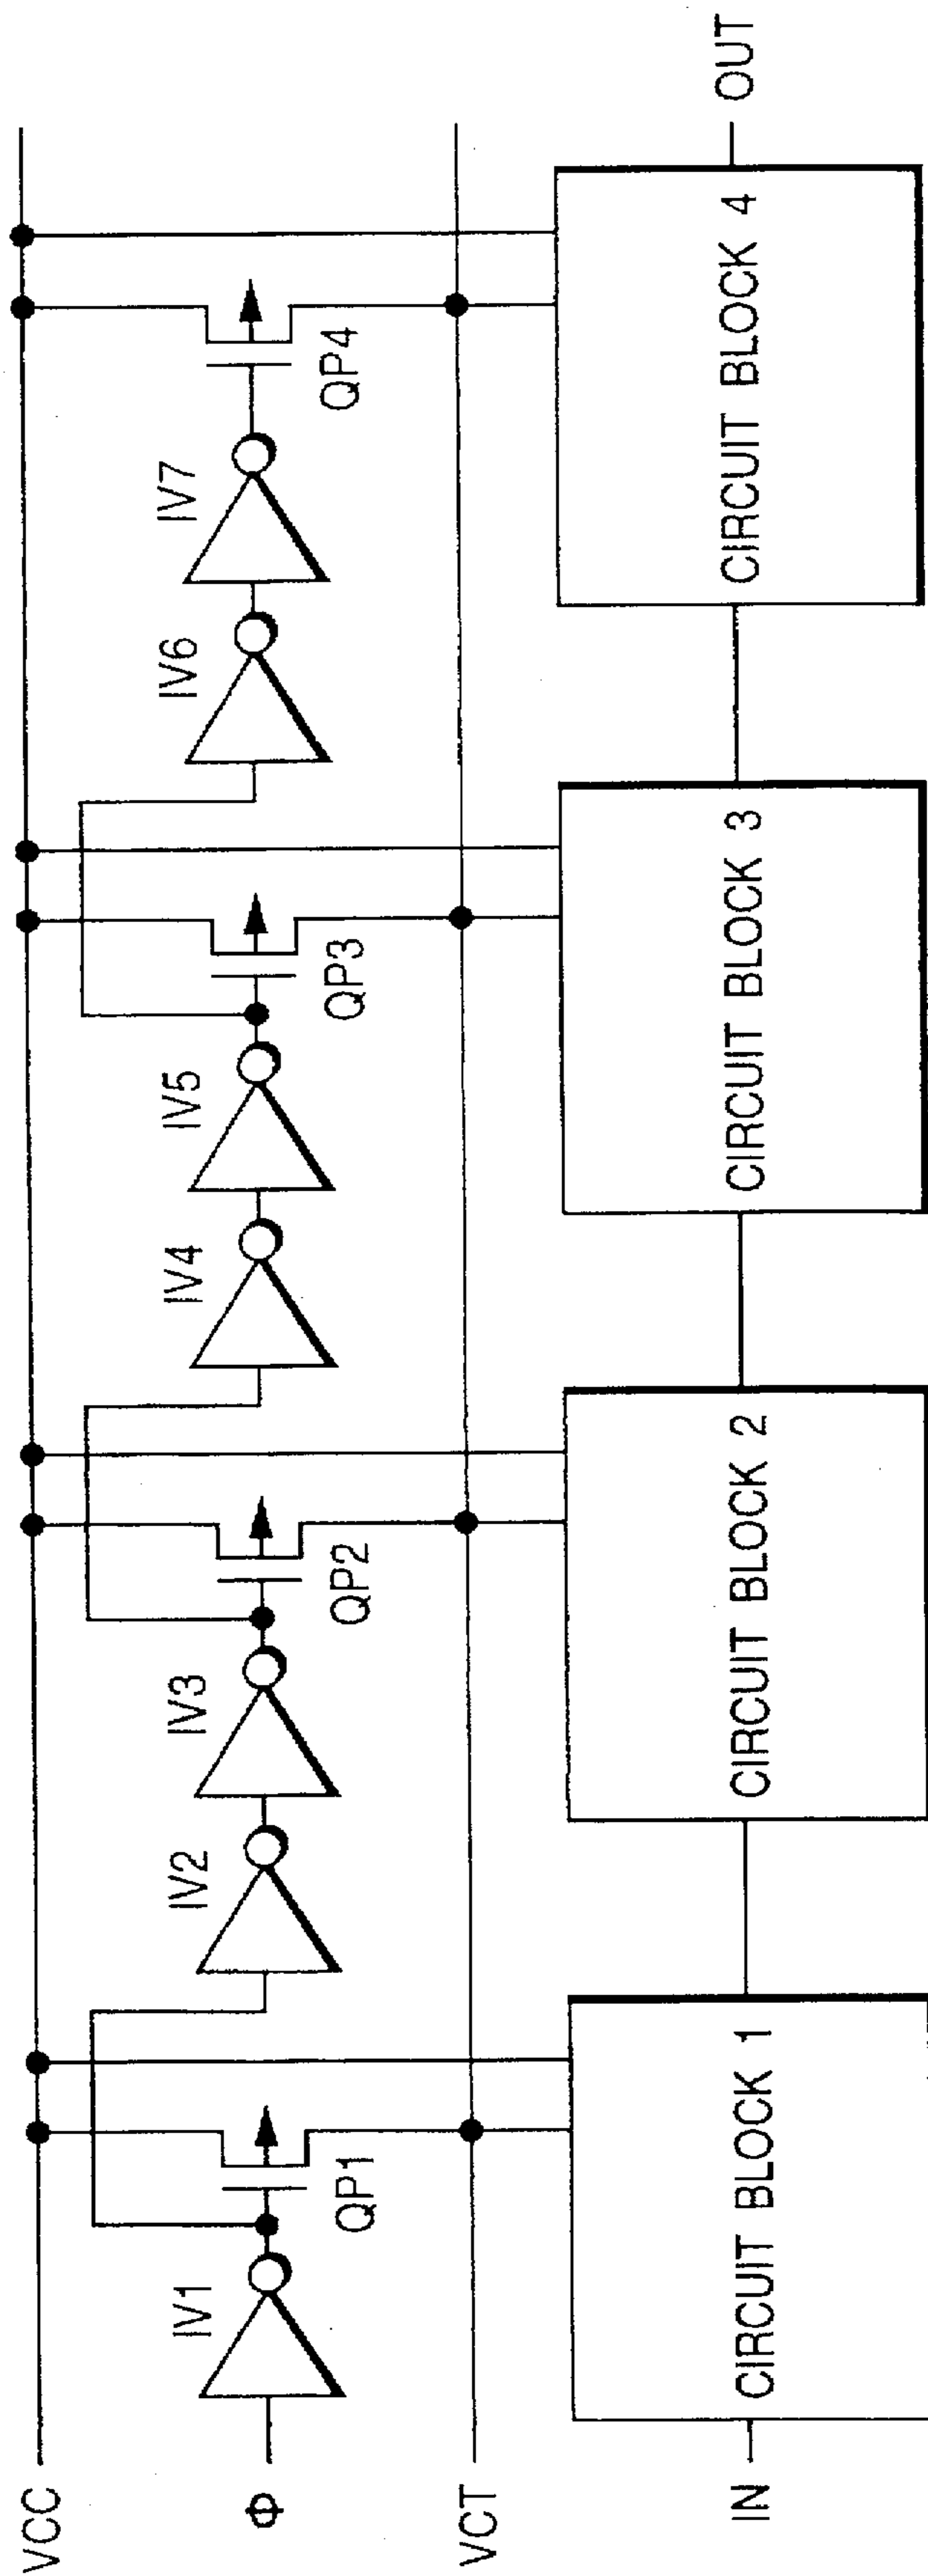 VCC
Φ
VCT
IN
IV1
QP1
IV2
IV3
QP2
IV4
IV5
QP3
IV6
IV7
QP4
CIRCUIT BLOCK 1
CIRCUIT BLOCK 2
CIRCUIT BLOCK 3
CIRCUIT BLOCK 4
OUT